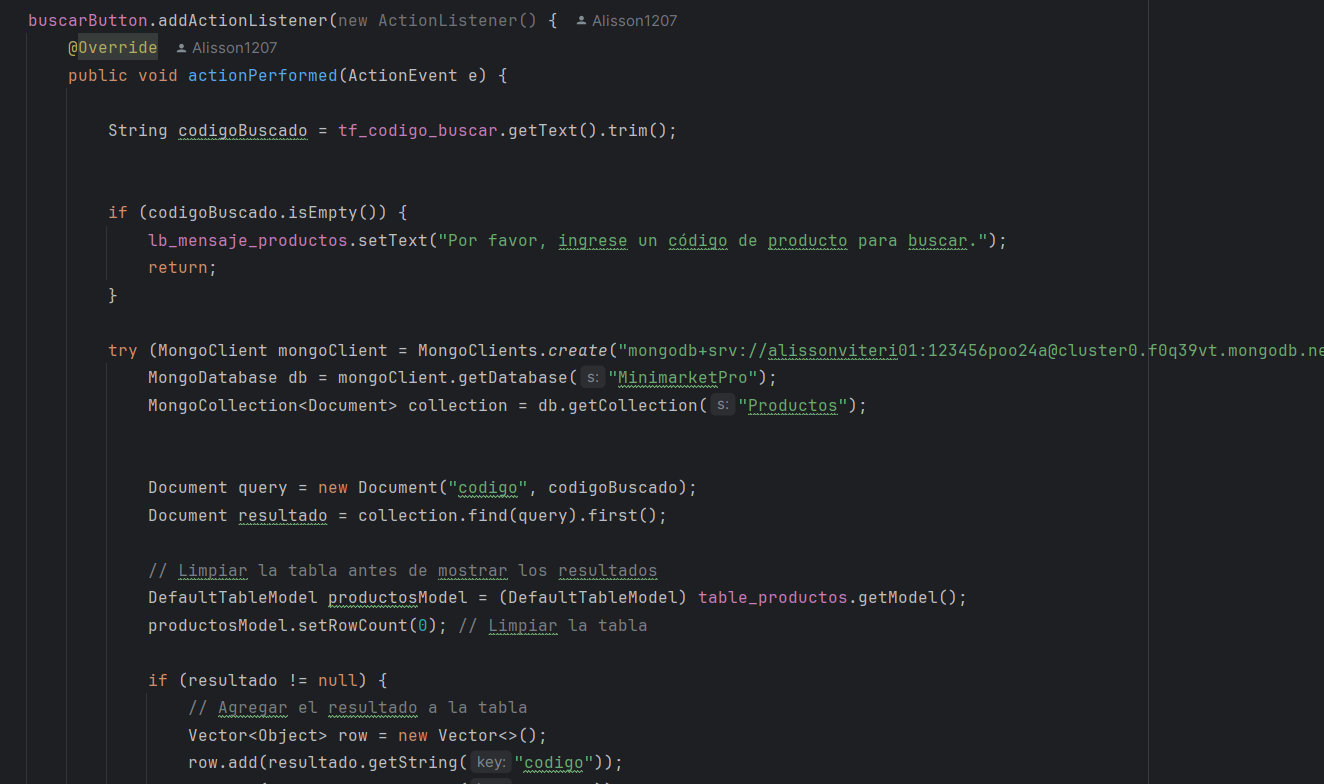 buscarButton.addActionListener(new ActionListener() { Alisson1207
@Override Alisson1207
public void actionPerformed(ActionEvent e) {
String codigoBuscado = tf_codigo_buscar.getText().trim();
if (codigoBuscado.isEmpty()) {
lb_mensaje_productos.setText("Por favor, ingrese un código de producto para buscar.");
return;
}
try (MongoClient mongoClient = MongoClients.create("mongodb+srv://alissonviteri01:123456poo24a@cluster0.f0q39vt.mongodb.ne
MongoDatabase db = mongoClient.getDatabase( s: "MinimarketPro");
MongoCollection<Document> collection = db.getCollection( s: "Productos");
Document query = new Document("codigo", codigoBuscado);
Document resultado = collection.find(query).first();
// Limpiar la tabla antes de mostrar los resultados
DefaultTableModel productosModel = (DefaultTableModel) table_productos.getModel();
productosModel.setRowCount(0); // Limpiar la tabla
if (resultado != null) {
// Agregar el resultado a la tabla
Vector<Object> row = new Vector<>();
row.add(resultado.getString( key: "codigo"));